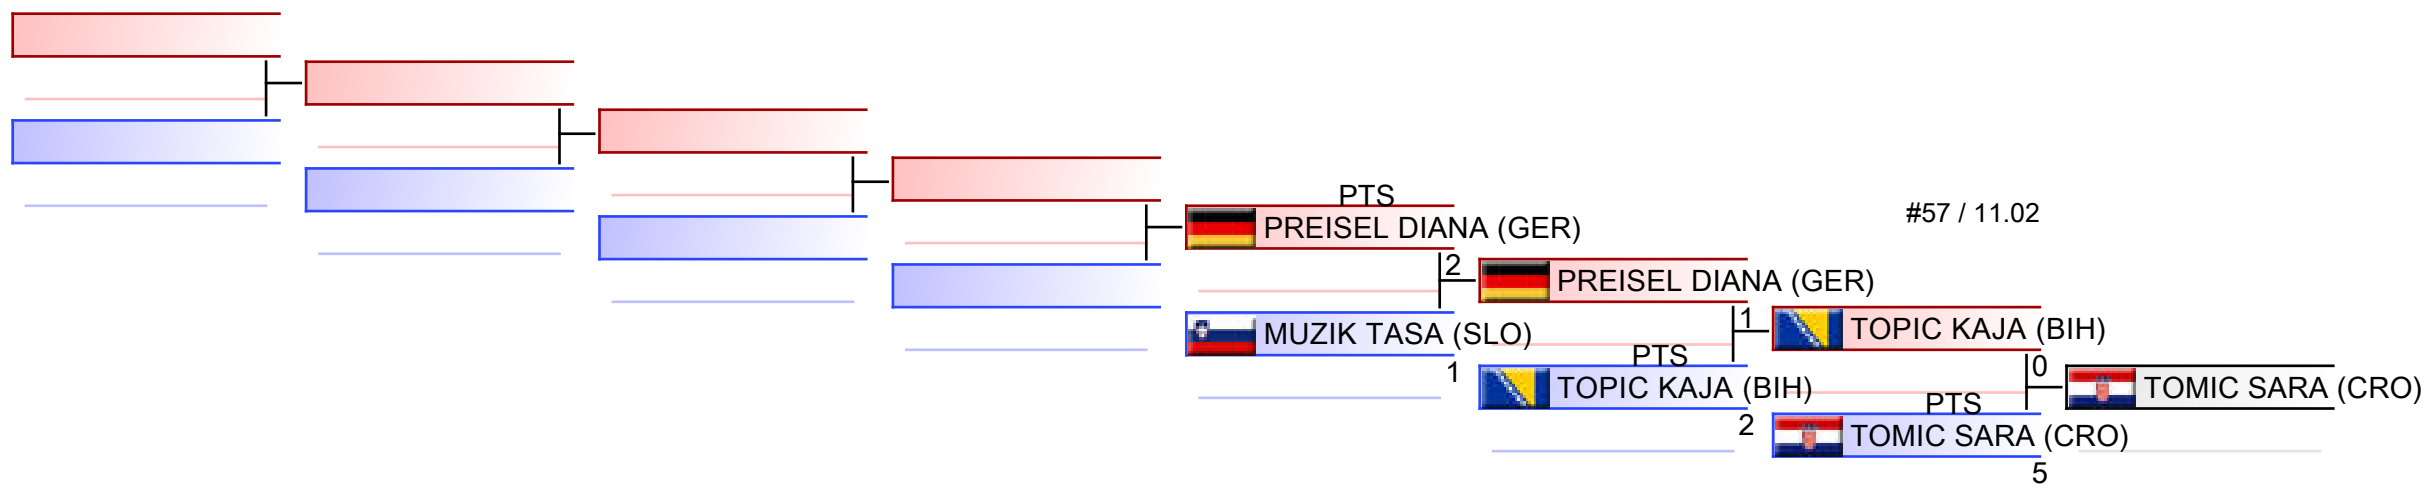 PTS
PREISEL DIANA (GER)
#57 / 11.02
2
PREISEL DIANA (GER)
MUZIK TASA (SLO)
1
1
TOPIC KAJA (BIH)
PTS
TOPIC KAJA (BIH)
2
0
TOMIC SARA (CRO)
PTS
TOMIC SARA (CRO)
5